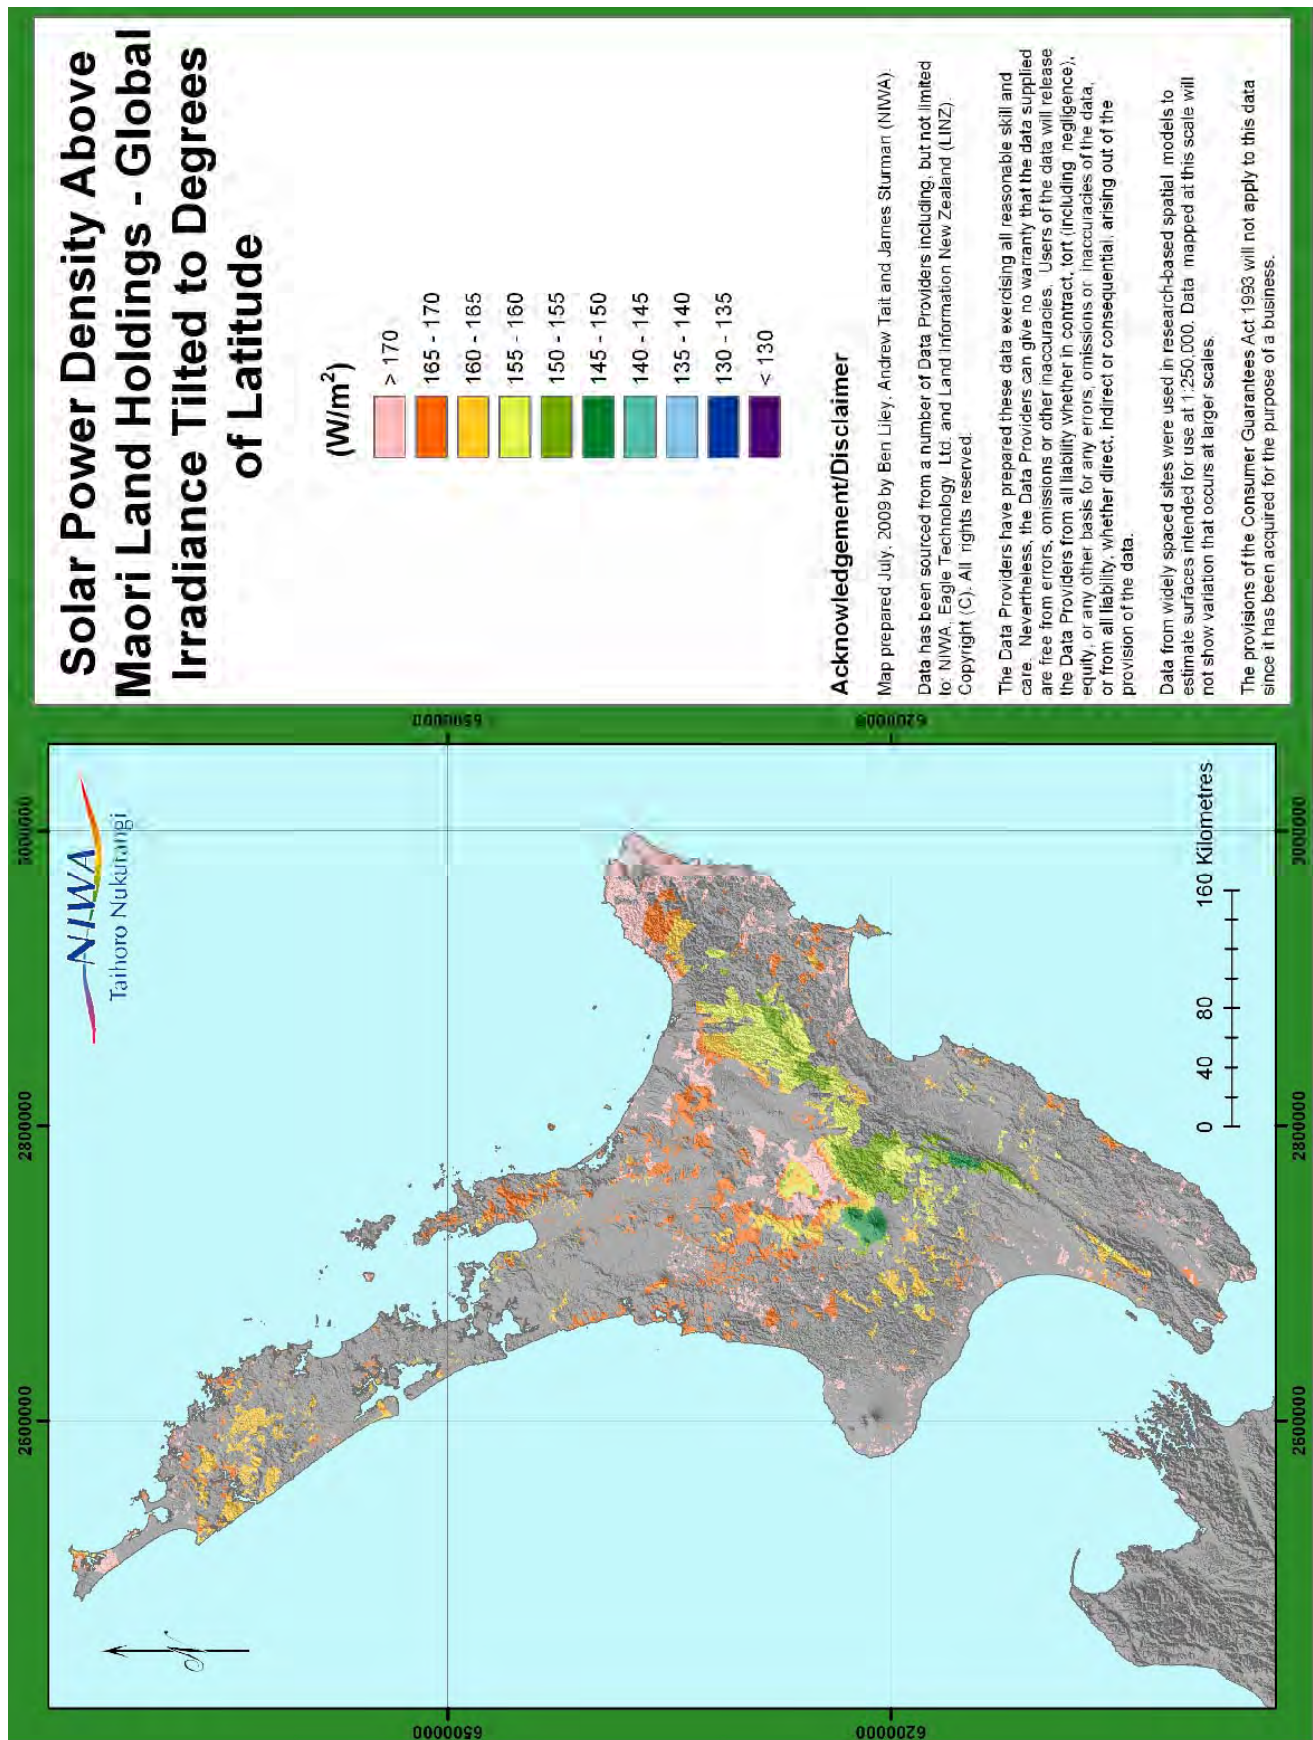 Solar Power Density Above
Maori Land Holdings - Global
Irradiance Tilted to Degrees
of Latitude
(W/m²)
> 170
165 - 170
160 - 165
155 - 160
150 - 155
145 - 150
140 - 145
135 - 140
130 - 135
< 130
Acknowledgement/Disclaimer
Map prepared July, 2009 by Ben Liley, Andrew Tait and James Sturman (NIWA).
Data has been sourced from a number of Data Providers including, but not limited
to: NIWA, Eagle Technology Ltd. and Land Information New Zealand (LINZ).
Copyright (C). All rights reserved.
The Data Providers have prepared these data exercising all reasonable skill and
care. Nevertheless, the Data Providers can give no warranty that the data supplied
are free from errors, omissions or other inaccuracies. Users of the data will release
the Data Providers from all liability whether in contract, tort (including negligence),
equity, or any other basis for any errors, omissions or inaccuracies of the data,
or from all liability, whether direct, indirect or consequential, arising out of the
provision of the data.
Data from widely spaced sites were used in research-based spatial models to
estimate surfaces intended for use at 1:250,000. Data mapped at this scale will
not show variation that occurs at larger scales.
The provisions of the Consumer Guarantees Act 1993 will not apply to this data
since it has been acquired for the purpose of a business.
NIWA
Taihoro Nukurangi
2600000
2800000
3000000
6500000
6200000
6500000
6200000
2600000
2800000
3000000
N
0 40 80 160 Kilometres